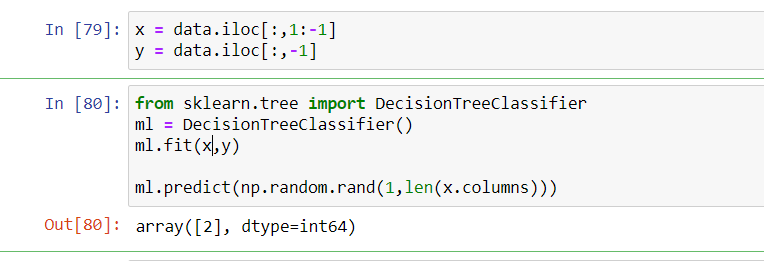 In [79]: x = data.iloc[:,1:-1]
y = data.iloc[:,-1]
In [80]: from sklearn.tree import DecisionTreeClassifier
ml = DecisionTreeClassifier()
ml.fit(x,y)
ml.predict(np.random.rand(1,len(x.columns)))
Out[80]: array([2], dtype=int64)